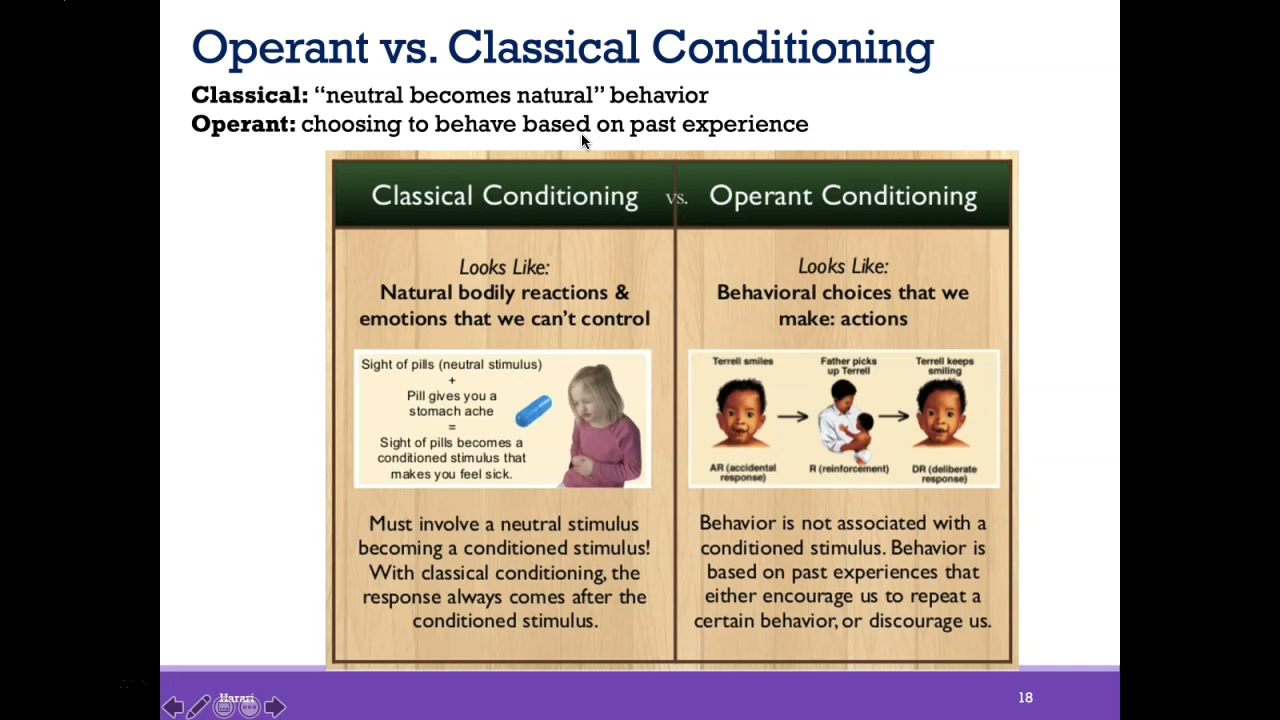 Operant vs. Classical Conditioning
Classical: “neutral becomes natural” behavior
Operant: choosing to behave based on past experience
Classical Conditioning vs. Operant Conditioning
Looks Like:
Natural bodily reactions &
emotions that we can’t control
Sight of pills (neutral stimulus)
+
Pill gives you a
stomach ache
=
Sight of pills becomes a
conditioned stimulus that
makes you feel sick.
Must involve a neutral stimulus
becoming a conditioned stimulus!
With classical conditioning, the
response always comes after the
conditioned stimulus.
Looks Like:
Behavioral choices that we
make: actions
Terrell smiles
Father picks
up Terrell
Terrell keeps
smiling
AR (accidental
response)
R (reinforcement)
DR (deliberate
response)
Behavior is not associated with a
conditioned stimulus. Behavior is
based on past experiences that
either encourage us to repeat a
certain behavior, or discourage us.
Harari
18